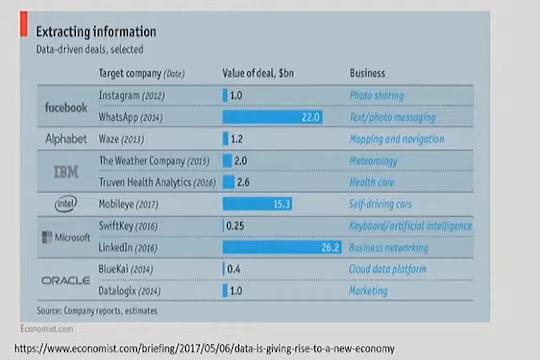 Extracting information
Data-driven deals, selected
Target company (Date) Value of deal, $bn Business
facebook
Instagram (2012) 1.0 Photo sharing
WhatsApp (2014) 22.0 Text/photo messaging
Alphabet Waze (2013) 1.2 Mapping and navigation
IBM
The Weather Company (2015) 2.0 Meteorology
Truven Health Analytics (2016) 2.6 Health care
intel Mobileye (2017) 15.3 Self-driving cars
Microsoft
SwiftKey (2016) 0.25 Keyboard/artificial intelligence
LinkedIn (2016) 26.2 Business networking
ORACLE
BlueKai (2014) 0.4 Cloud data platform
Datalogix (2014) 1.0 Marketing
Source: Company reports, estimates
Economist.com
https://www.economist.com/briefing/2017/05/06/data-is-giving-rise-to-a-new-economy